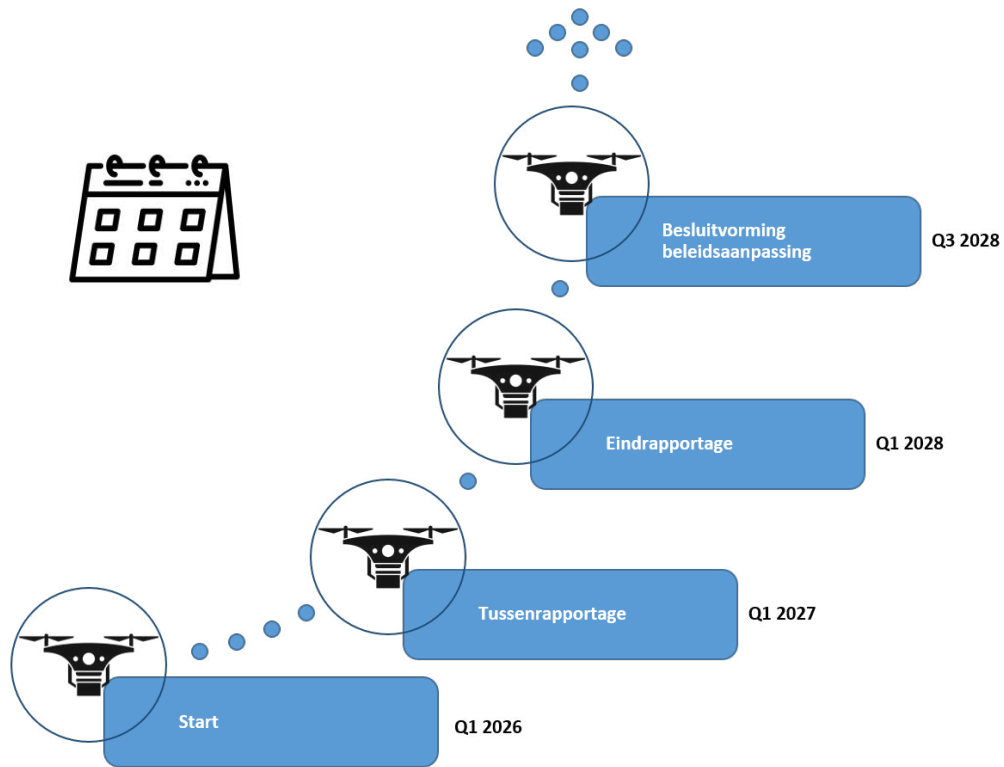 Besluitvorming
beleidsaanpassing
Q3 2028
Eindrapportage
Q1 2028
Tussenrapportage
Q1 2027
Start
Q1 2026